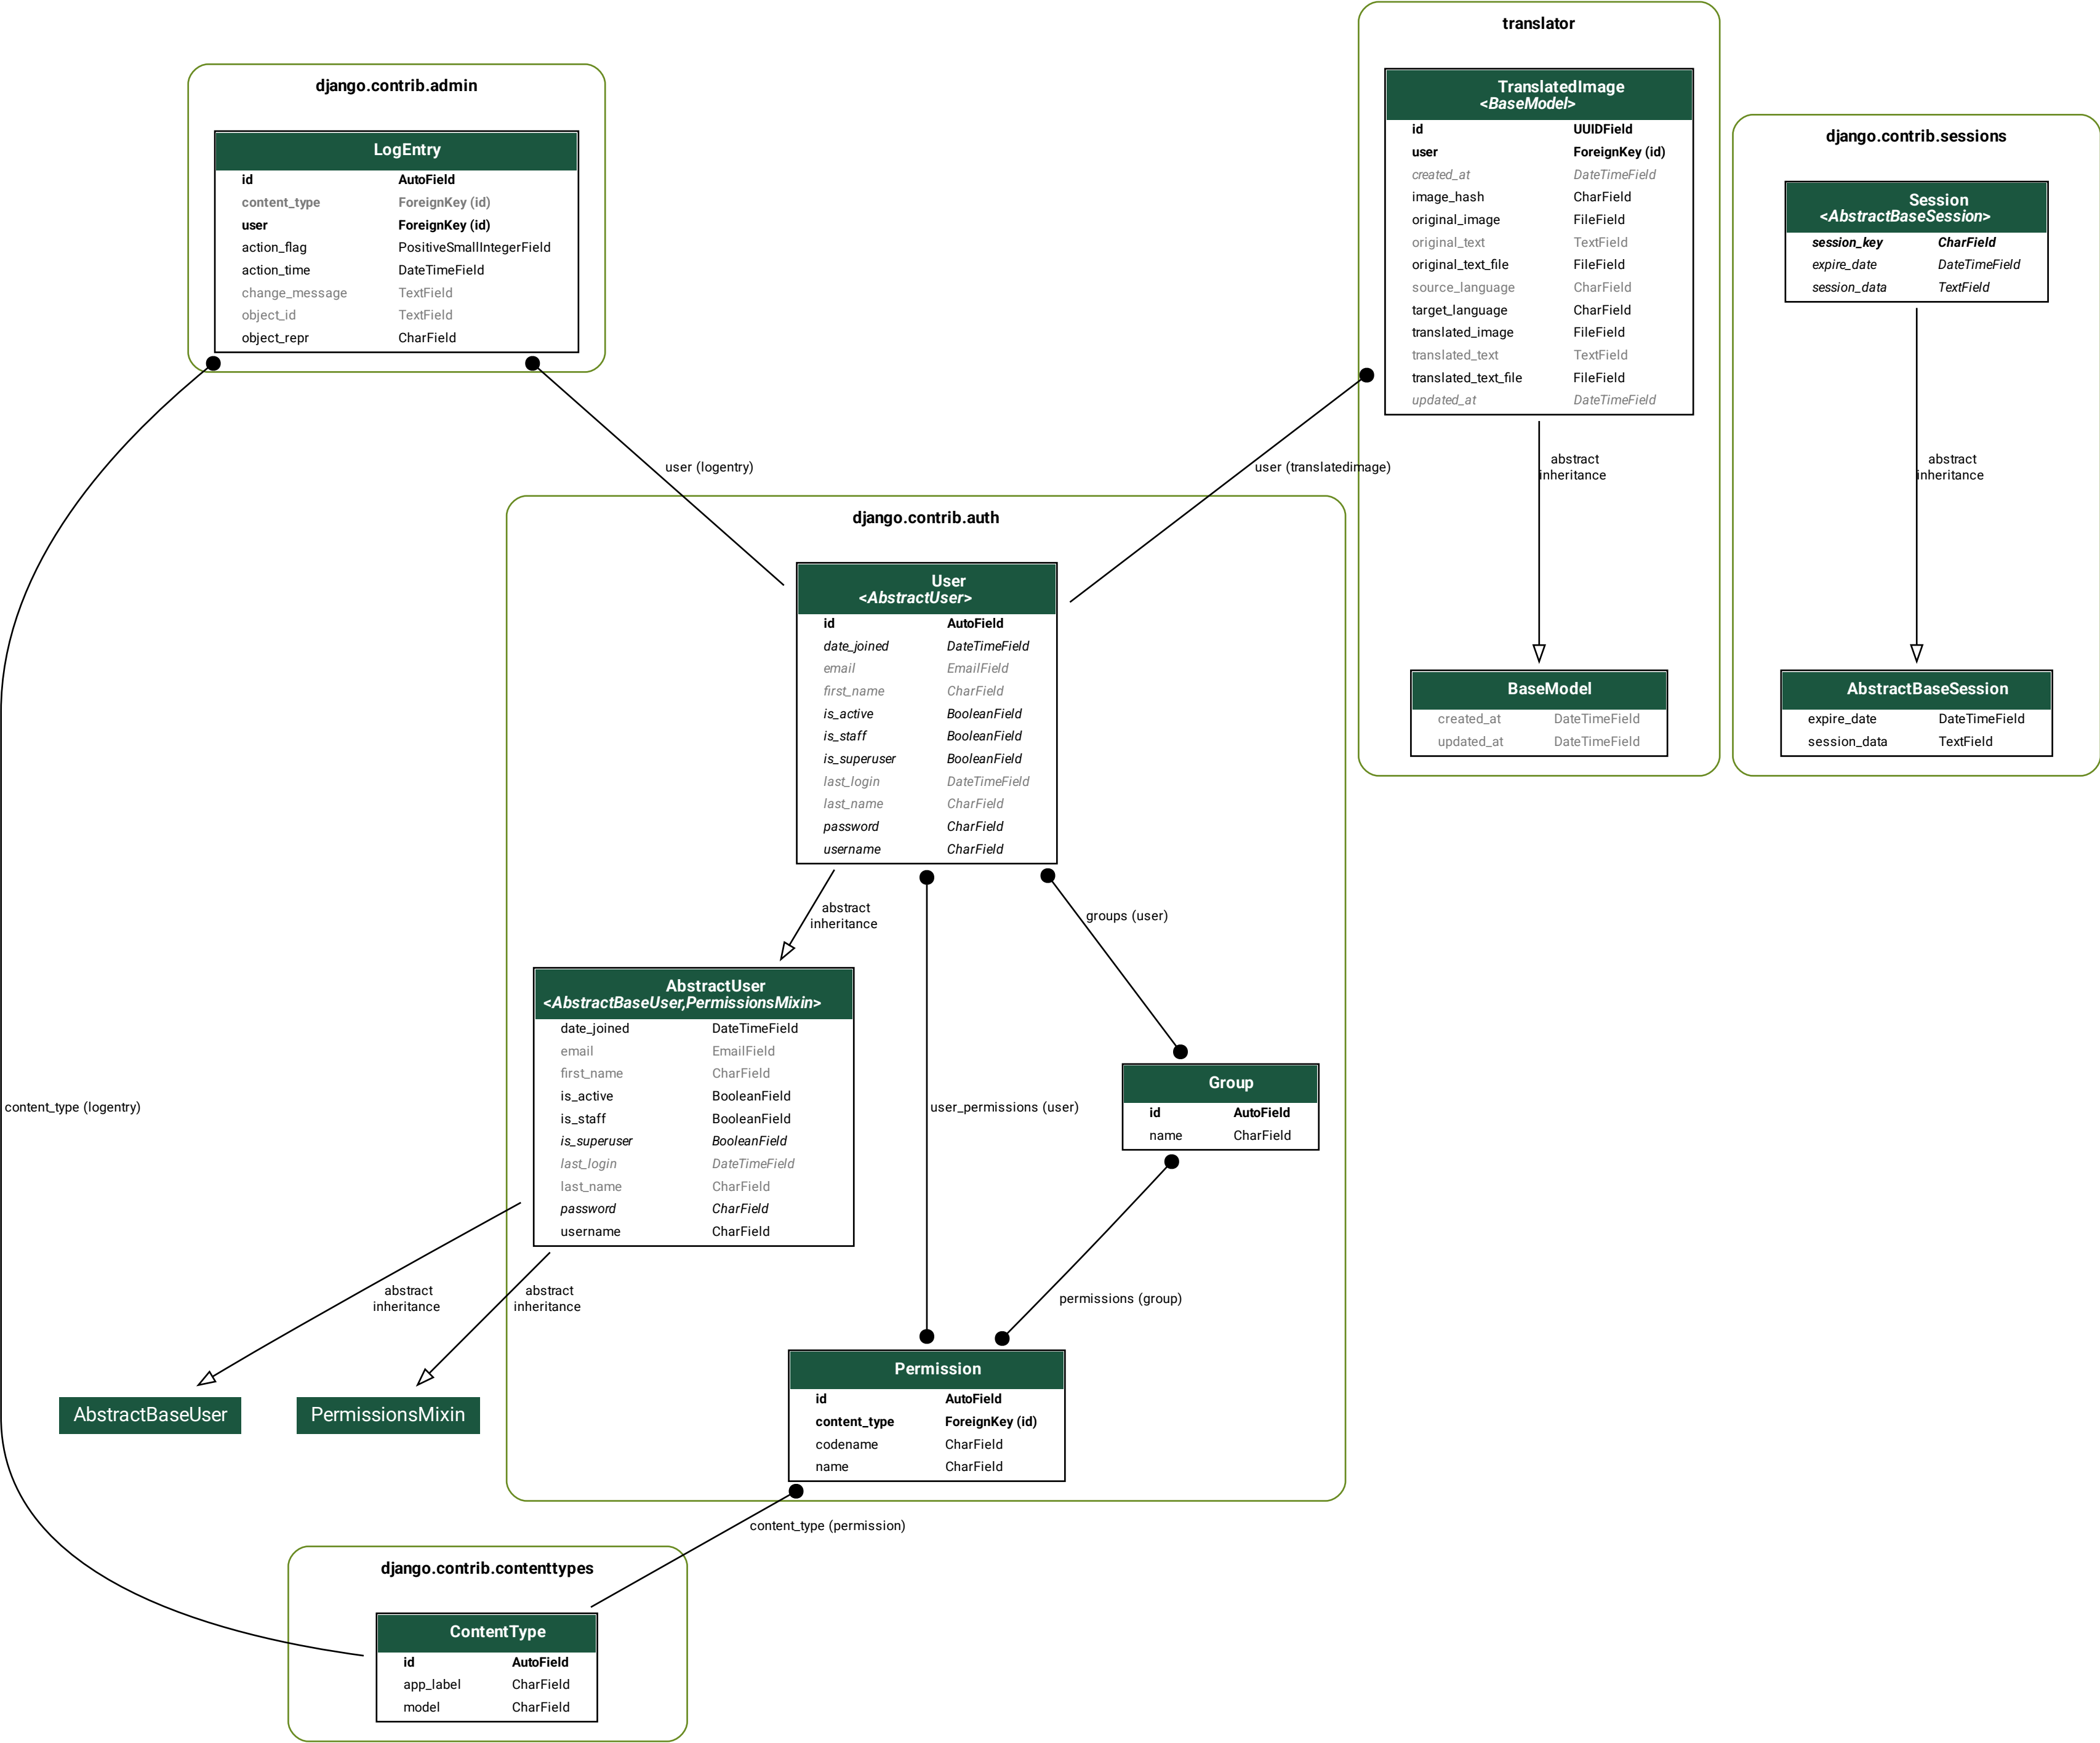 translator
TranslatedImage
<BaseModel>
id UUIDField
user ForeignKey (id)
created_at DateTimeField
image_hash CharField
original_image FileField
original_text TextField
original_text_file FileField
source_language CharField
target_language CharField
translated_image FileField
translated_text TextField
translated_text_file FileField
updated_at DateTimeField
django.contrib.admin
LogEntry
id AutoField
content_type ForeignKey (id)
user ForeignKey (id)
action_flag PositiveSmallIntegerField
action_time DateTimeField
change_message TextField
object_id TextField
object_repr CharField
django.contrib.sessions
Session
<AbstractBaseSession>
session_key CharField
expire_date DateTimeField
session_data TextField
user (logentry)
user (translatedimage)
abstract
inheritance
abstract
inheritance
django.contrib.auth
User
<AbstractUser>
id AutoField
date_joined DateTimeField
email EmailField
first_name CharField
is_active BooleanField
is_staff BooleanField
is_superuser BooleanField
last_login DateTimeField
last_name CharField
password CharField
username CharField
BaseModel
created_at DateTimeField
updated_at DateTimeField
AbstractBaseSession
expire_date DateTimeField
session_data TextField
abstract
inheritance
groups (user)
AbstractUser
<AbstractBaseUser,PermissionsMixin>
date_joined DateTimeField
email EmailField
first_name CharField
is_active BooleanField
is_staff BooleanField
is_superuser BooleanField
last_login DateTimeField
last_name CharField
password CharField
username CharField
content_type (logentry)
user_permissions (user)
Group
id AutoField
name CharField
abstract
inheritance
abstract
inheritance
permissions (group)
AbstractBaseUser
PermissionsMixin
Permission
id AutoField
content_type ForeignKey (id)
codename CharField
name CharField
content_type (permission)
django.contrib.contenttypes
ContentType
id AutoField
app_label CharField
model CharField